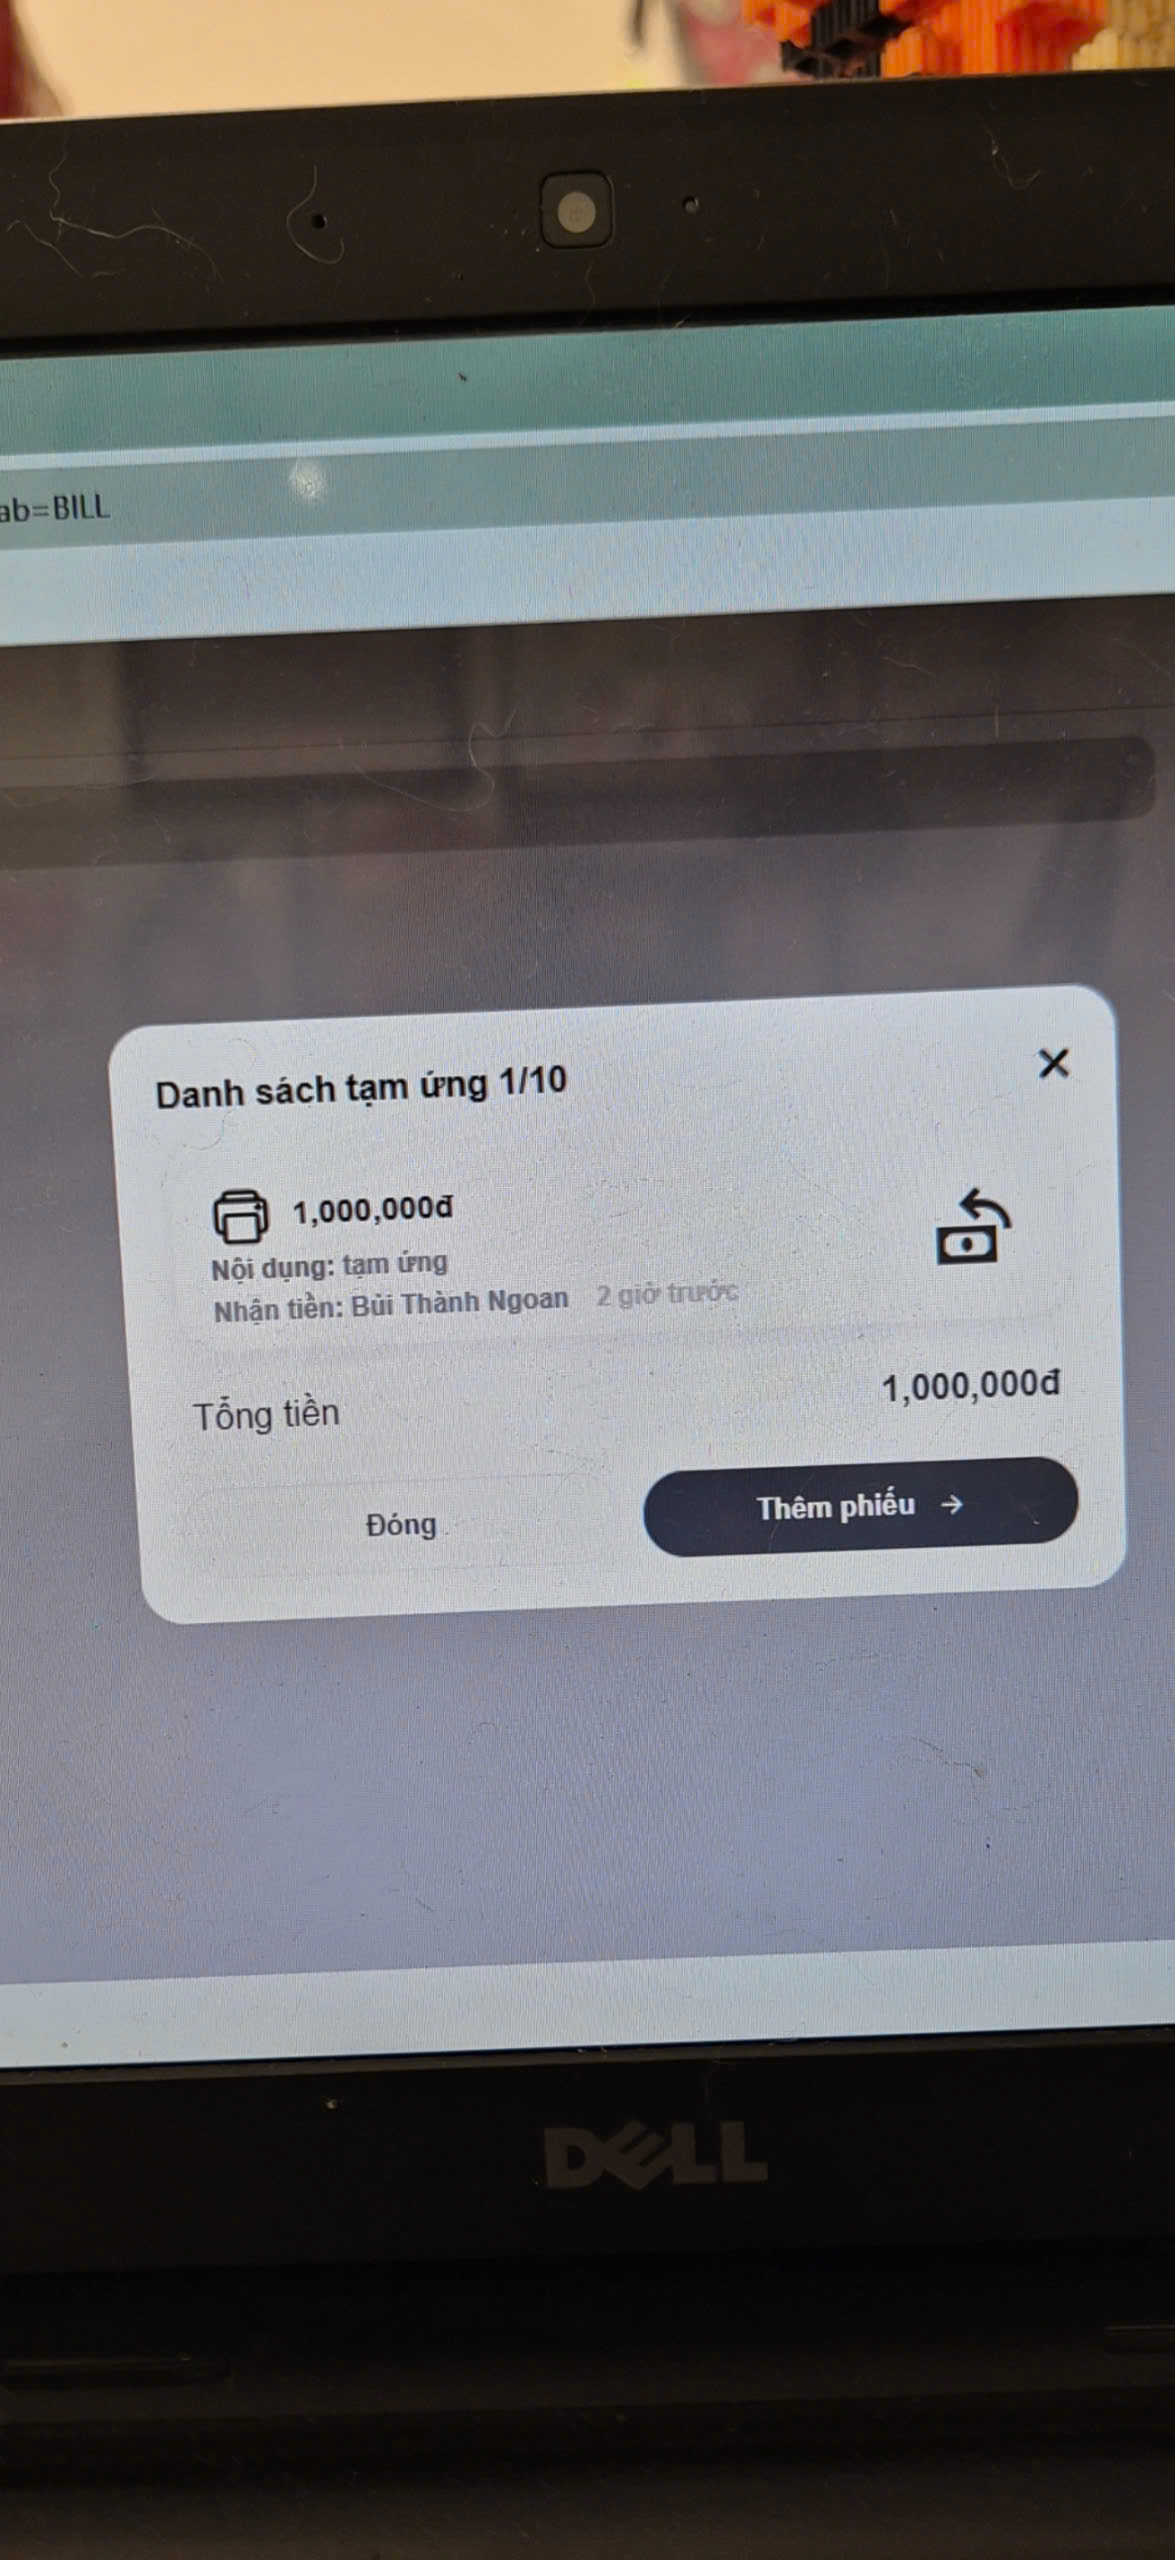 ab=BILL
Danh sách tạm ứng 1/10
1,000,000đ
Nội dụng: tạm ứng
Nhận tiền: Bùi Thành Ngoan 2 giờ trước
Tổng tiền 1,000,000đ
Đóng Thêm phiếu →
DELL